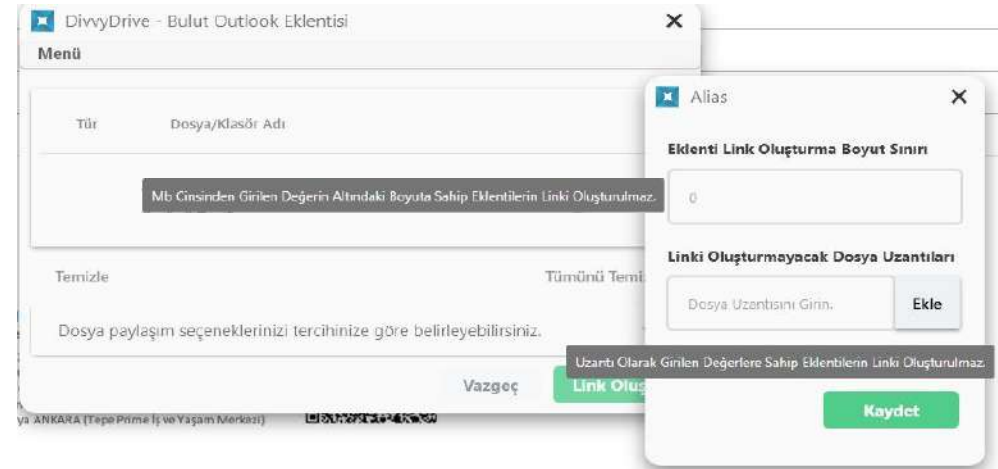 DivvyDrive - Bulut Outlook Eklentisi
Menü
Tür Dosya/Klasör Adı
Mb Cinsinden Girilen Değerin Altındaki Boyuta Sahip Eklentilerin Linki Oluşturulmaz.
Temizle Tümünü Temi
Dosya paylaşım seçeneklerinizi tercihinize göre belirleyebilirsiniz.
Vazgeç Link Oluş
ya ANKARA (Tepe Prime İş ve Yaşam Merkezi)
Alias
Eklenti Link Oluşturma Boyut Sınırı
0
Linki Oluşturmayacak Dosya Uzantıları
Dosya Uzantısını Girin. Ekle
Uzantı Olarak Girilen Değerlere Sahip Eklentilerin Linki Oluşturulmaz.
Kaydet